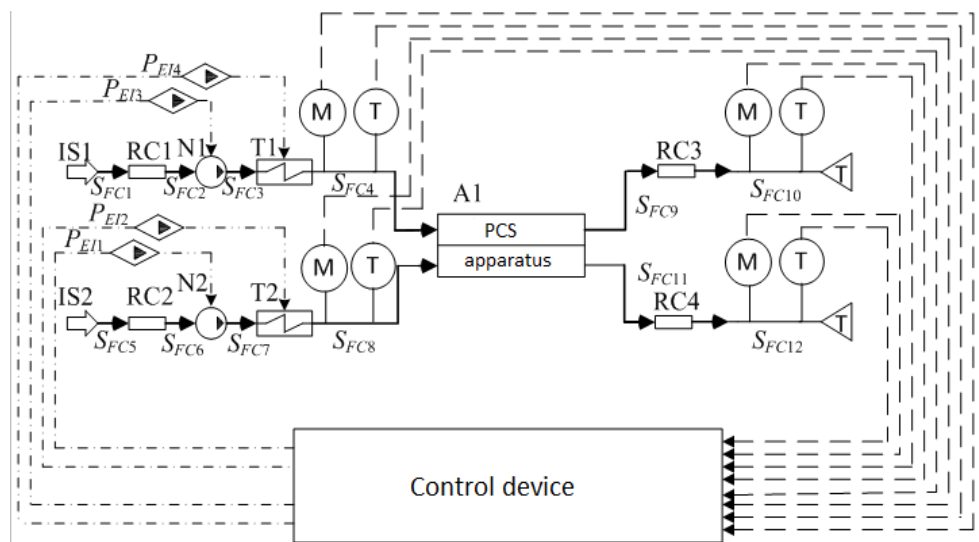 P_EI4
P_EI3
M T M T
IS1 RC1 N1 T1 RC3
S_FC1 S_FC2 S_FC3 S_FC4 S_FC9 S_FC10 T
A1
PCS
apparatus
P_EI2
P_EI1
M T M T
IS2 RC2 N2 T2 S_FC11 RC4
S_FC5 S_FC6 S_FC7 S_FC8 S_FC12 T
Control device